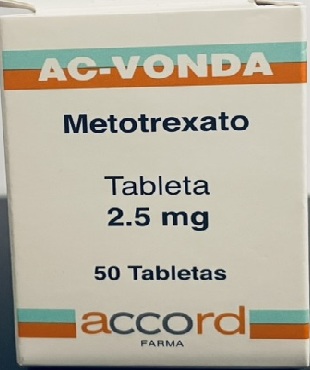 AC-VONDA
Metotrexato
Tableta
2.5 mg
50 Tabletas
accord
FARMA